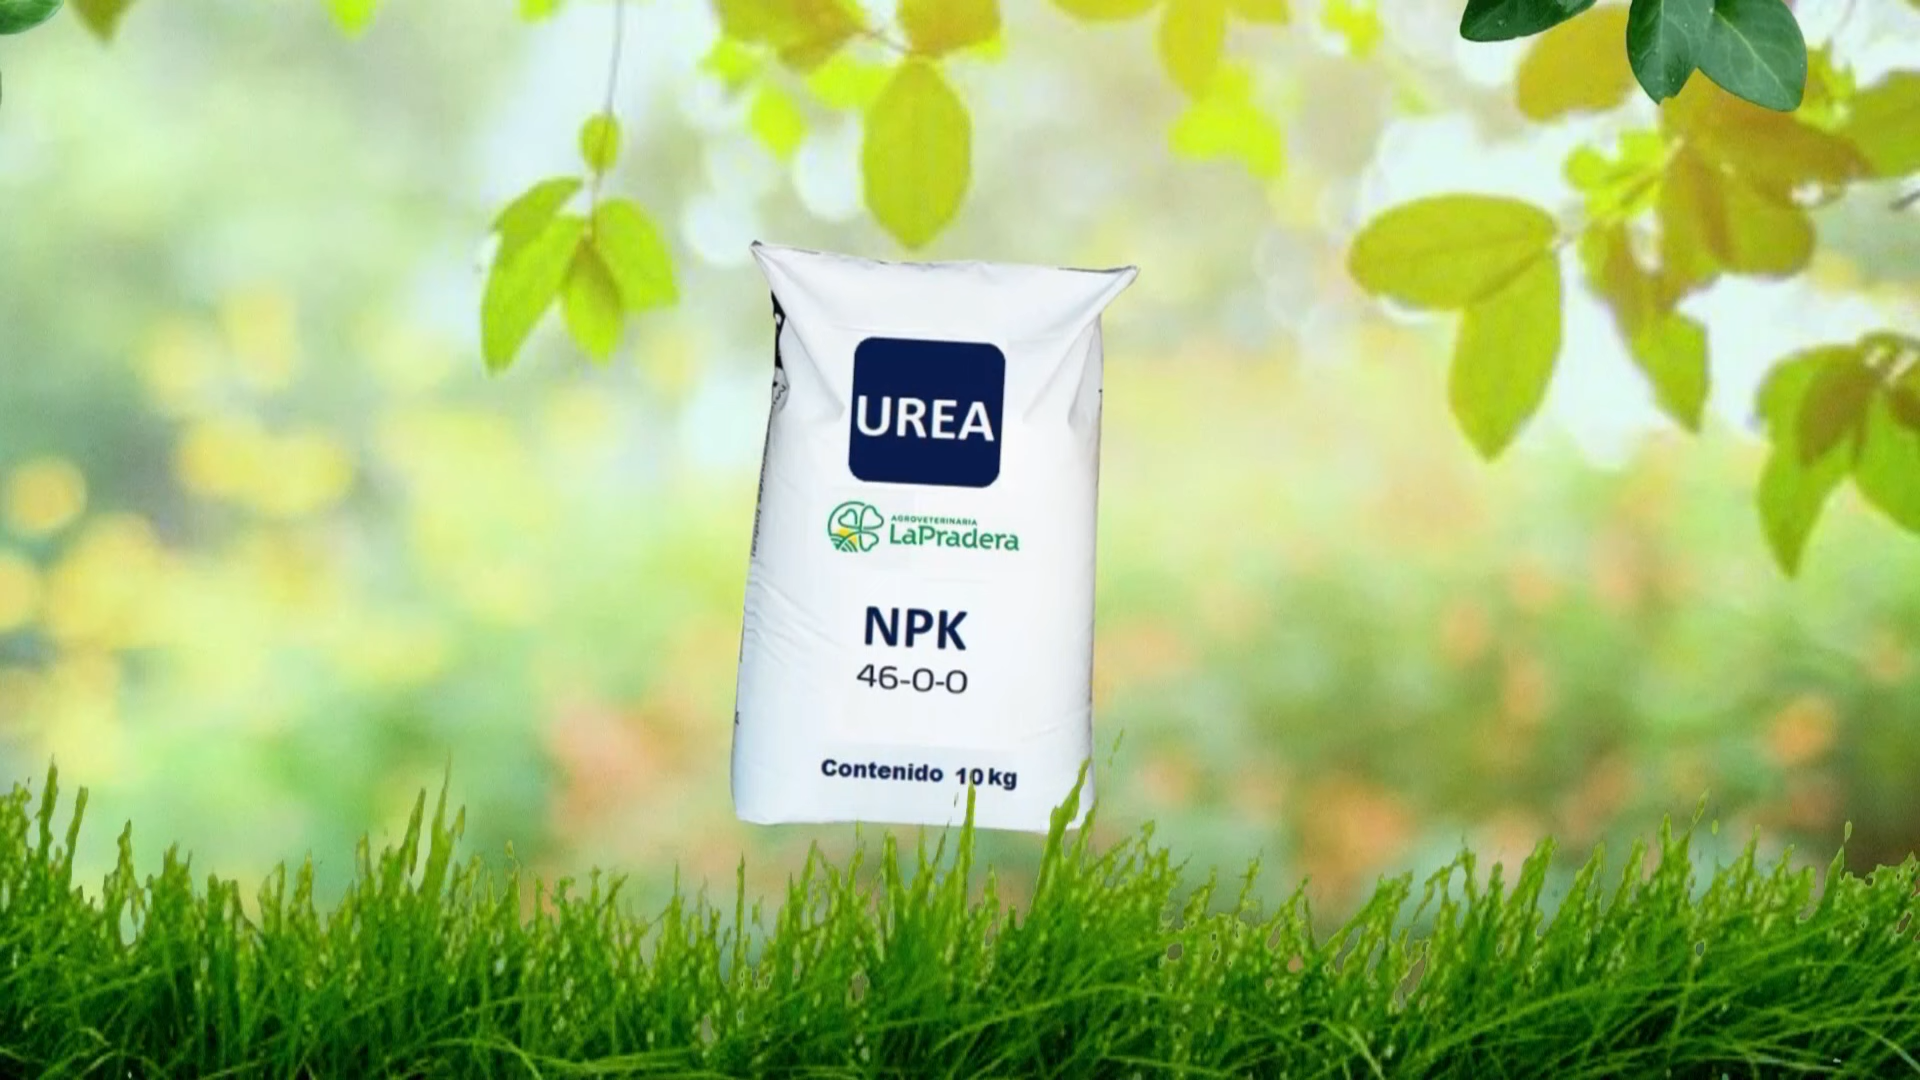 UREA
AGROVETERINARIA
LaPradera
NPK
46-0-0
Contenido 10 kg